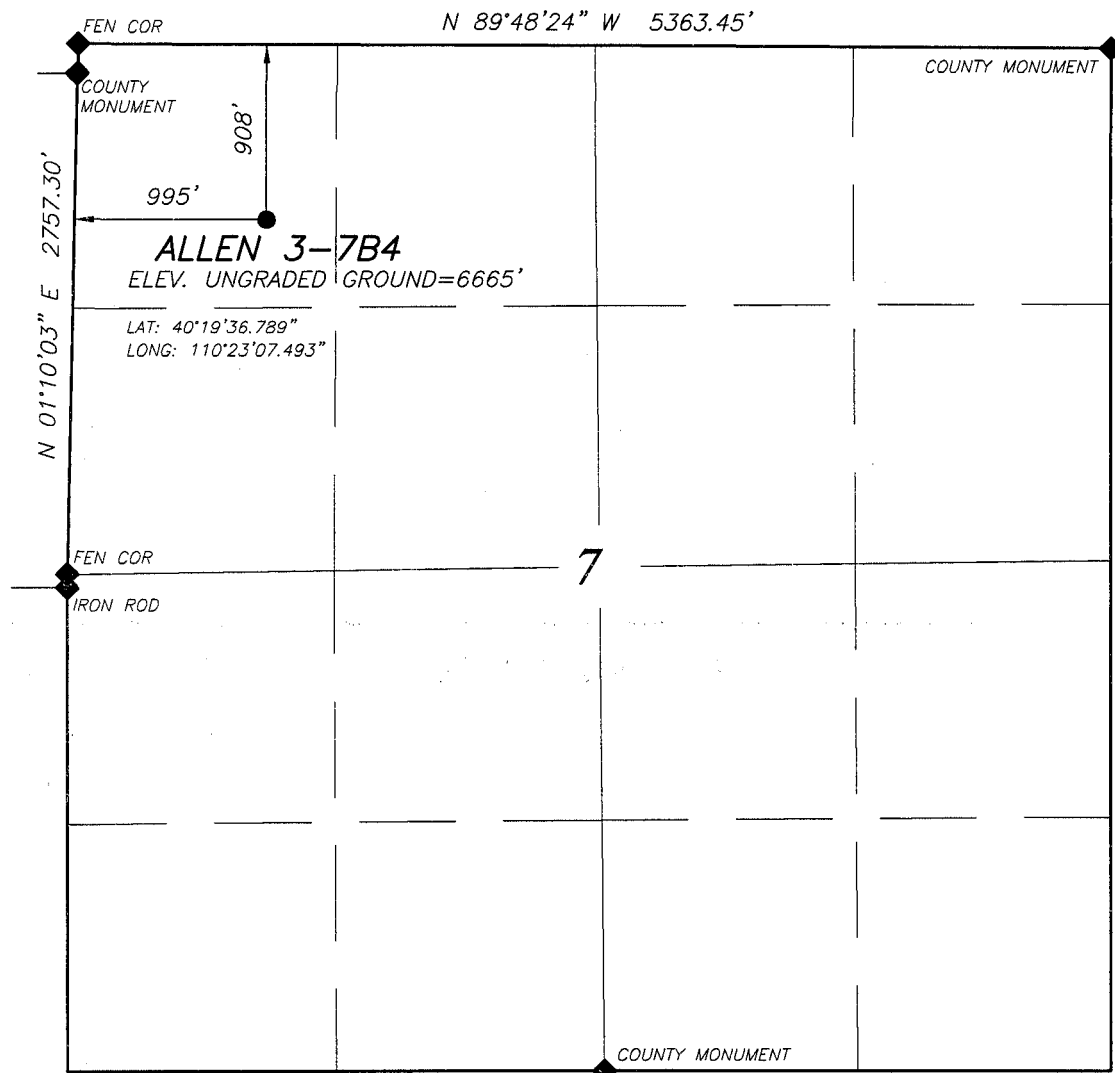 N 89°48'24" W 5363.45'
FEN COR
COUNTY MONUMENT
COUNTY
MONUMENT
908'
N 01°10'03" E 2757.30'
995'
ALLEN 3-7B4
ELEV. UNGRADED GROUND=6665'
LAT: 40°19'36.789"
LONG: 110°23'07.493"
FEN COR
7
IRON ROD
COUNTY MONUMENT